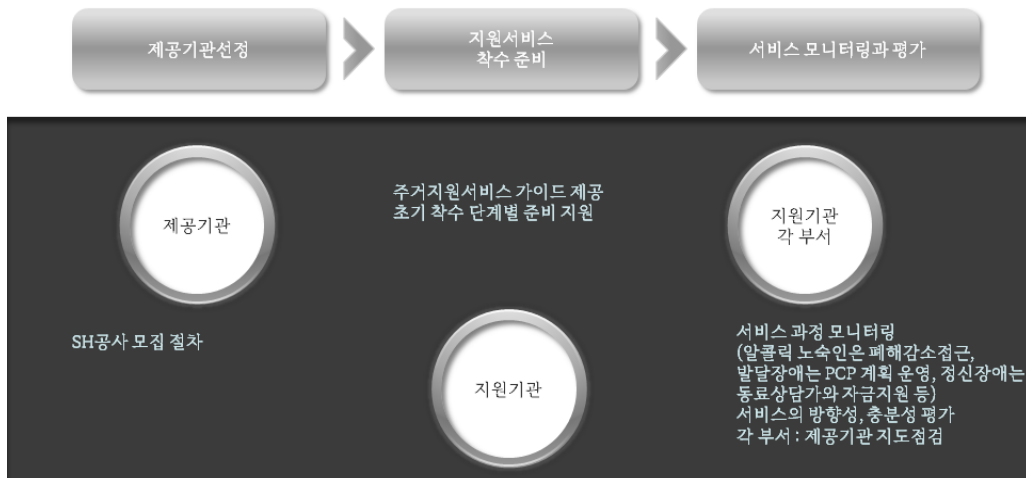 제공기관선정
지원서비스
착수 준비
서비스 모니터링과 평가
제공기관
주거지원서비스 가이드 제공
초기 착수 단계별 준비 지원
지원기관
각 부서
SH공사 모집 절차
지원기관
서비스 과정 모니터링
(알콜릭 노숙인은 폐해감소접근,
발달장애는 PCP 계획 운영, 정신장애는
동료상담가와 자금지원 등)
서비스의 방향성, 충분성 평가
각 부서 : 제공기관 지도점검